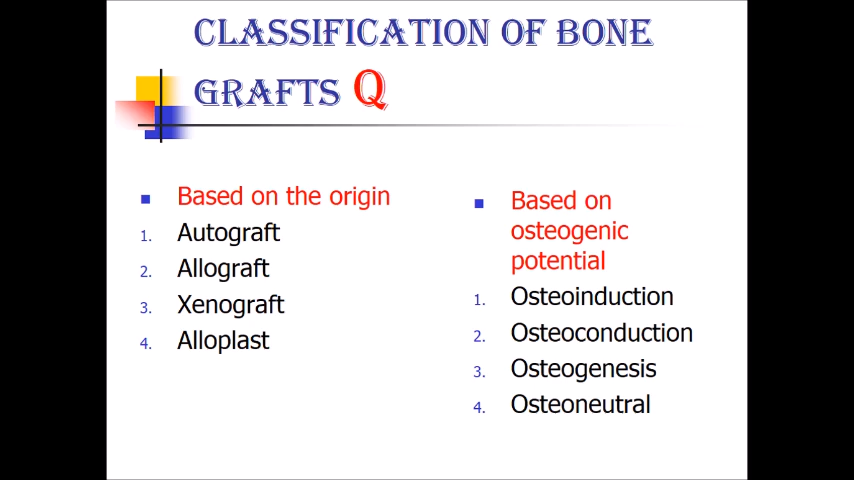 CLASSIFICATION OF BONE
GRAFTS Q
Based on the origin
1. Autograft
2. Allograft
3. Xenograft
4. Alloplast
Based on
osteogenic
potential
1. Osteoinduction
2. Osteoconduction
3. Osteogenesis
4. Osteoneutral